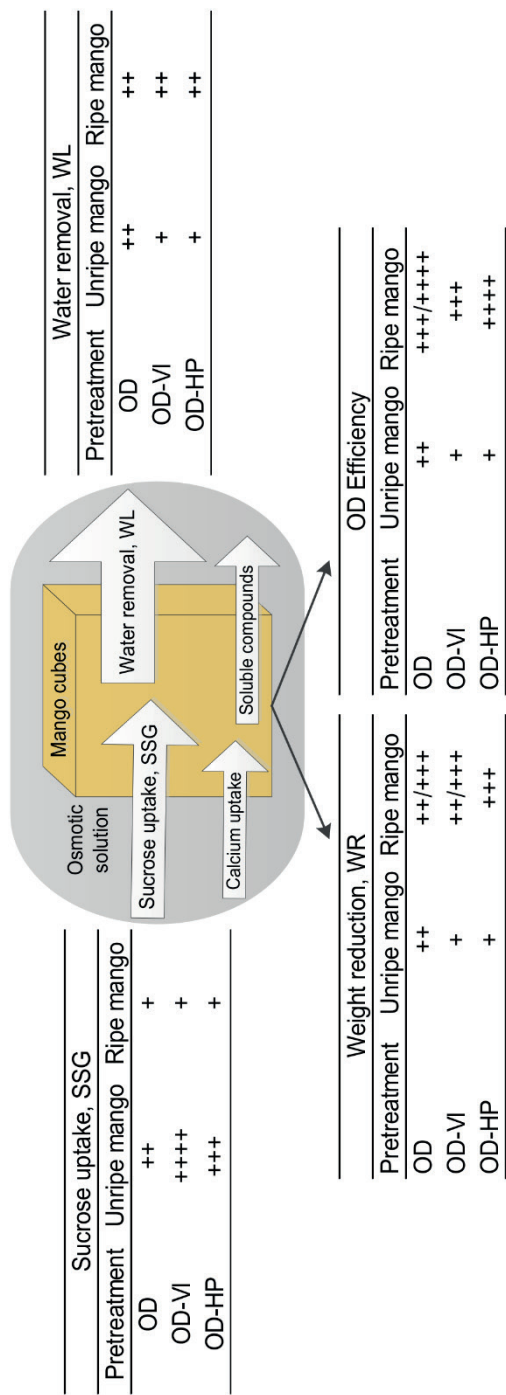 Sucrose uptake, SSG
Pretreatment Unripe mango Ripe mango
OD ++ +
OD-VI ++++ +
OD-HP +++ +
Osmotic
solution
Mango cubes
Sucrose uptake, SSG
Water removal, WL
Calcium uptake
Soluble compounds
Water removal, WL
Pretreatment Unripe mango Ripe mango
OD ++ ++
OD-VI + ++
OD-HP + ++
Weight reduction, WR
Pretreatment Unripe mango Ripe mango
OD ++ ++/+++
OD-VI + ++/+++
OD-HP + +++
OD Efficiency
Pretreatment Unripe mango Ripe mango
OD ++ +++/++++
OD-VI + +++
OD-HP + ++++